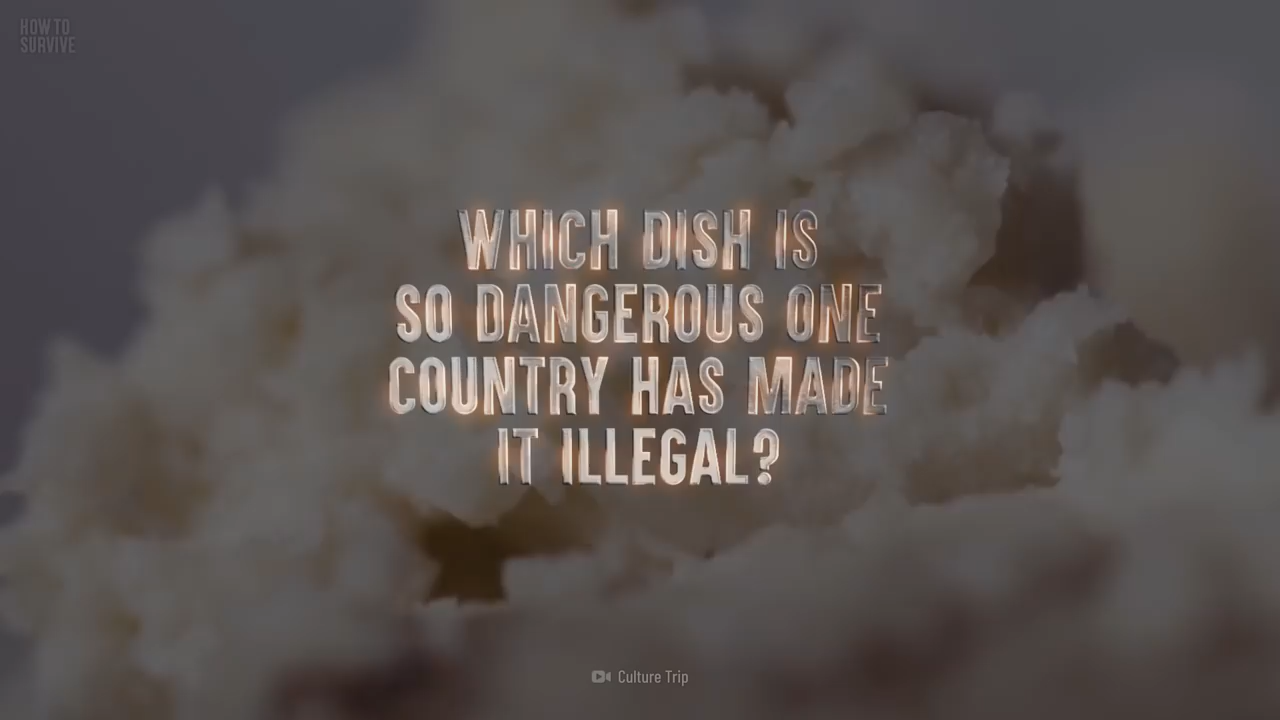 HOW TO
SURVIVE
WHICH DISH IS
SO DANGEROUS ONE
COUNTRY HAS MADE
IT ILLEGAL?
Culture Trip